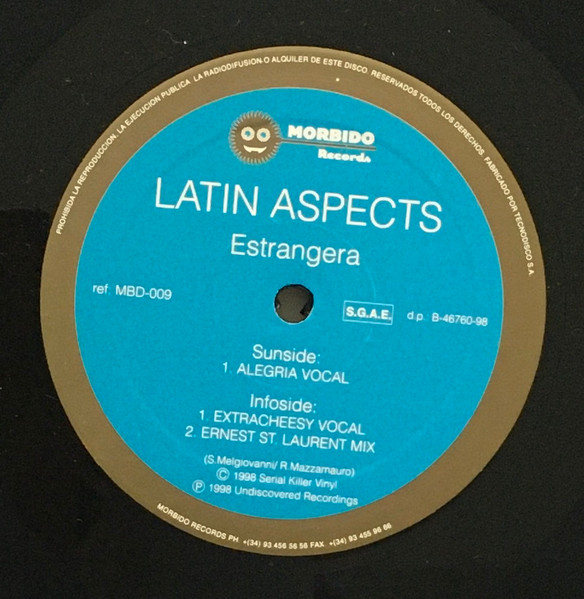 PROHIBIDA LA REPRODUCCION. LA EJECUCION PUBLICA. LA RADIODIFUSION O ALQUILER DE ESTE DISCO. RESERVADOS TODOS LOS DERECHOS. FABRICADO POR TECNODISCO S.A.
MORBIDO
Records
LATIN ASPECTS
Estrangera
ref: MBD-009
S.G.A.E. d.p. B-46760-98
Sunside:
1. ALEGRIA VOCAL
Infoside:
1. EXTRACHEESY VOCAL
2. ERNEST ST. LAURENT MIX
(S.Melgiovanni/ R.Mazzamauro)
© 1998 Serial Killer Vinyl
℗ 1998 Undiscovered Recordings
MORBIDO RECORDS PH. +(34) 93 456 56 56 FAX. +(34) 93 455 96 66